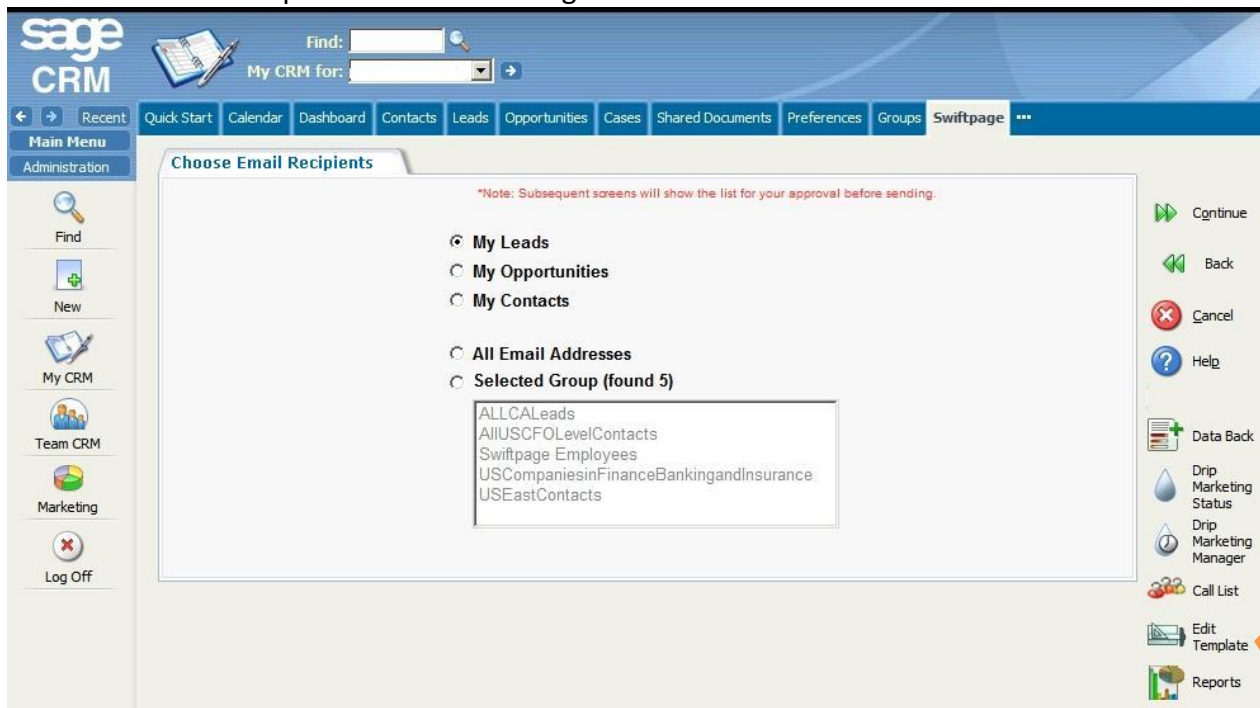 sage
CRM
Find:
My CRM for:
Recent
Quick Start Calendar Dashboard Contacts Leads Opportunities Cases Shared Documents Preferences Groups Swiftpage •••
Main Menu
Administration
Choose Email Recipients
*Note: Subsequent screens will show the list for your approval before sending.
Find
New
My CRM
Team CRM
Marketing
Log Off
My Leads
My Opportunities
My Contacts
All Email Addresses
Selected Group (found 5)
ALLCALeads
AllUSCFOLevelContacts
Swiftpage Employees
USCompaniesinFinanceBankingandInsurance
USEastContacts
Continue
Back
Cancel
Help
Data Back
Drip
Marketing
Status
Drip
Marketing
Manager
Call List
Edit
Template
Reports